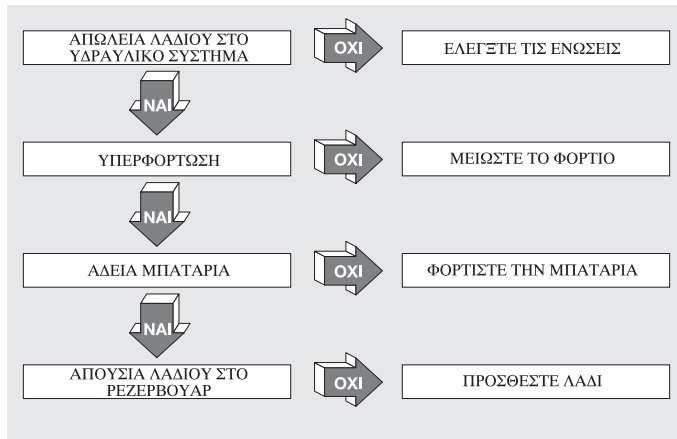 ΑΠΩΛΕΙΑ ΛΑΔΙΟΥ ΣΤΟ
ΥΔΡΑΥΛΙΚΟ ΣΥΣΤΗΜΑ
ΟΧΙ
ΕΛΕΓΞΤΕ ΤΙΣ ΕΝΩΣΕΙΣ
ΝΑΙ
ΥΠΕΡΦΟΡΤΩΣΗ
ΟΧΙ
ΜΕΙΩΣΤΕ ΤΟ ΦΟΡΤΙΟ
ΝΑΙ
ΑΔΕΙΑ ΜΠΑΤΑΡΙΑ
ΟΧΙ
ΦΟΡΤΙΣΤΕ ΤΗΝ ΜΠΑΤΑΡΙΑ
ΝΑΙ
ΑΠΟΥΣΙΑ ΛΑΔΙΟΥ ΣΤΟ
ΡΕΖΕΡΒΟΥΑΡ
ΟΧΙ
ΠΡΟΣΘΕΣΤΕ ΛΑΔΙ